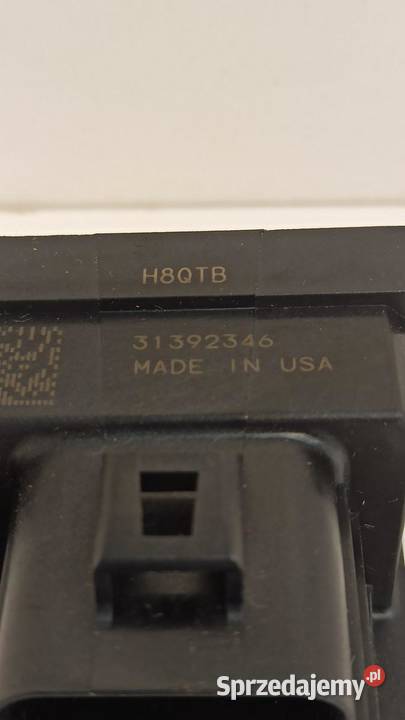 H8QTB
31392346
MADE IN USA
Sprzedajemy.pl